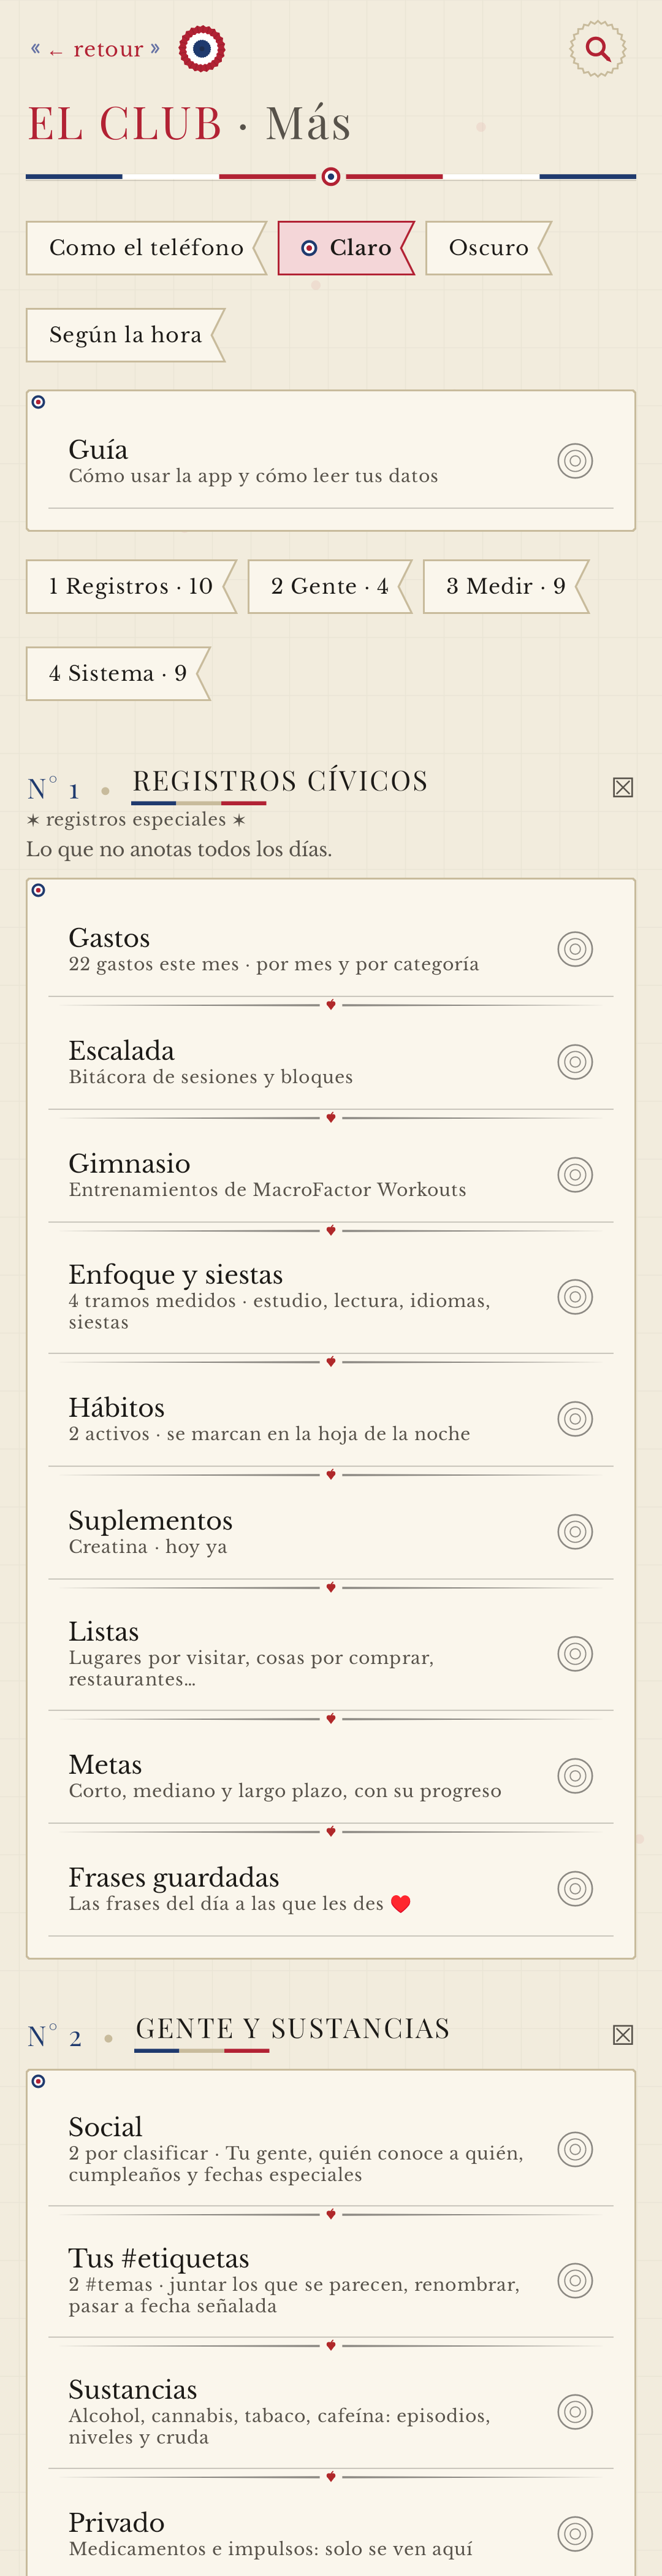 « ← retour »
EL CLUB · Más
Como el teléfono
Claro
Oscuro
Según la hora
Guía
Cómo usar la app y cómo leer tus datos
1 Registros · 10
2 Gente · 4
3 Medir · 9
4 Sistema · 9
N° 1 • REGISTROS CÍVICOS
✶ registros especiales ✶
Lo que no anotas todos los días.
Gastos
22 gastos este mes · por mes y por categoría
Escalada
Bitácora de sesiones y bloques
Gimnasio
Entrenamientos de MacroFactor Workouts
Enfoque y siestas
4 tramos medidos · estudio, lectura, idiomas,
siestas
Hábitos
2 activos · se marcan en la hoja de la noche
Suplementos
Creatina · hoy ya
Listas
Lugares por visitar, cosas por comprar,
restaurantes…
Metas
Corto, mediano y largo plazo, con su progreso
Frases guardadas
Las frases del día a las que les des ❤️
N° 2 • GENTE Y SUSTANCIAS
Social
2 por clasificar · Tu gente, quién conoce a quién,
cumpleaños y fechas especiales
Tus #etiquetas
2 #temas · juntar los que se parecen, renombrar,
pasar a fecha señalada
Sustancias
Alcohol, cannabis, tabaco, cafeína: episodios,
niveles y cruda
Privado
Medicamentos e impulsos: solo se ven aquí